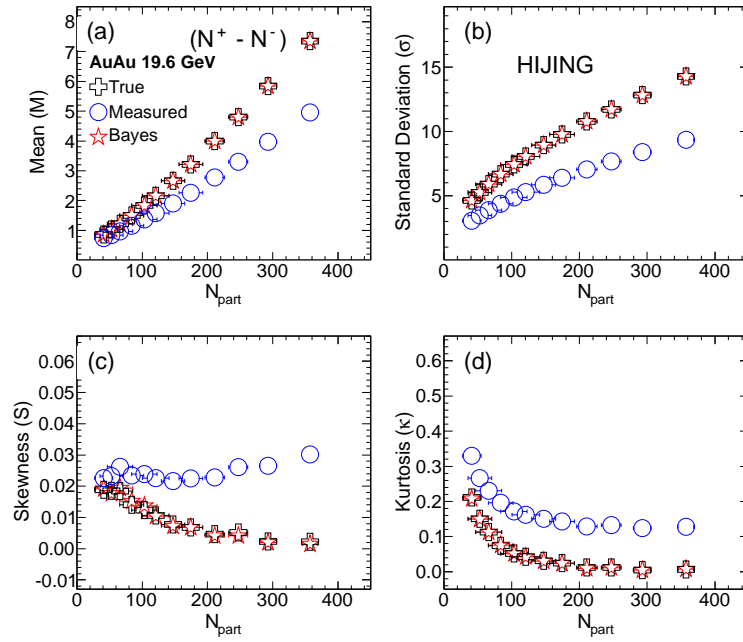 (a)
(N⁺ - N⁻)
AuAu 19.6 GeV
True
Measured
Bayes
Mean (M)
8
7
6
5
4
3
2
1
0 100 200 300 400
N_part
(b)
HIJING
Standard Deviation (σ)
15
10
5
0 100 200 300 400
N_part
(c)
Skewness (S)
0.06
0.05
0.04
0.03
0.02
0.01
0.00
-0.01
0 100 200 300 400
N_part
(d)
Kurtosis (κ)
0.6
0.5
0.4
0.3
0.2
0.1
0.0
0 100 200 300 400
N_part